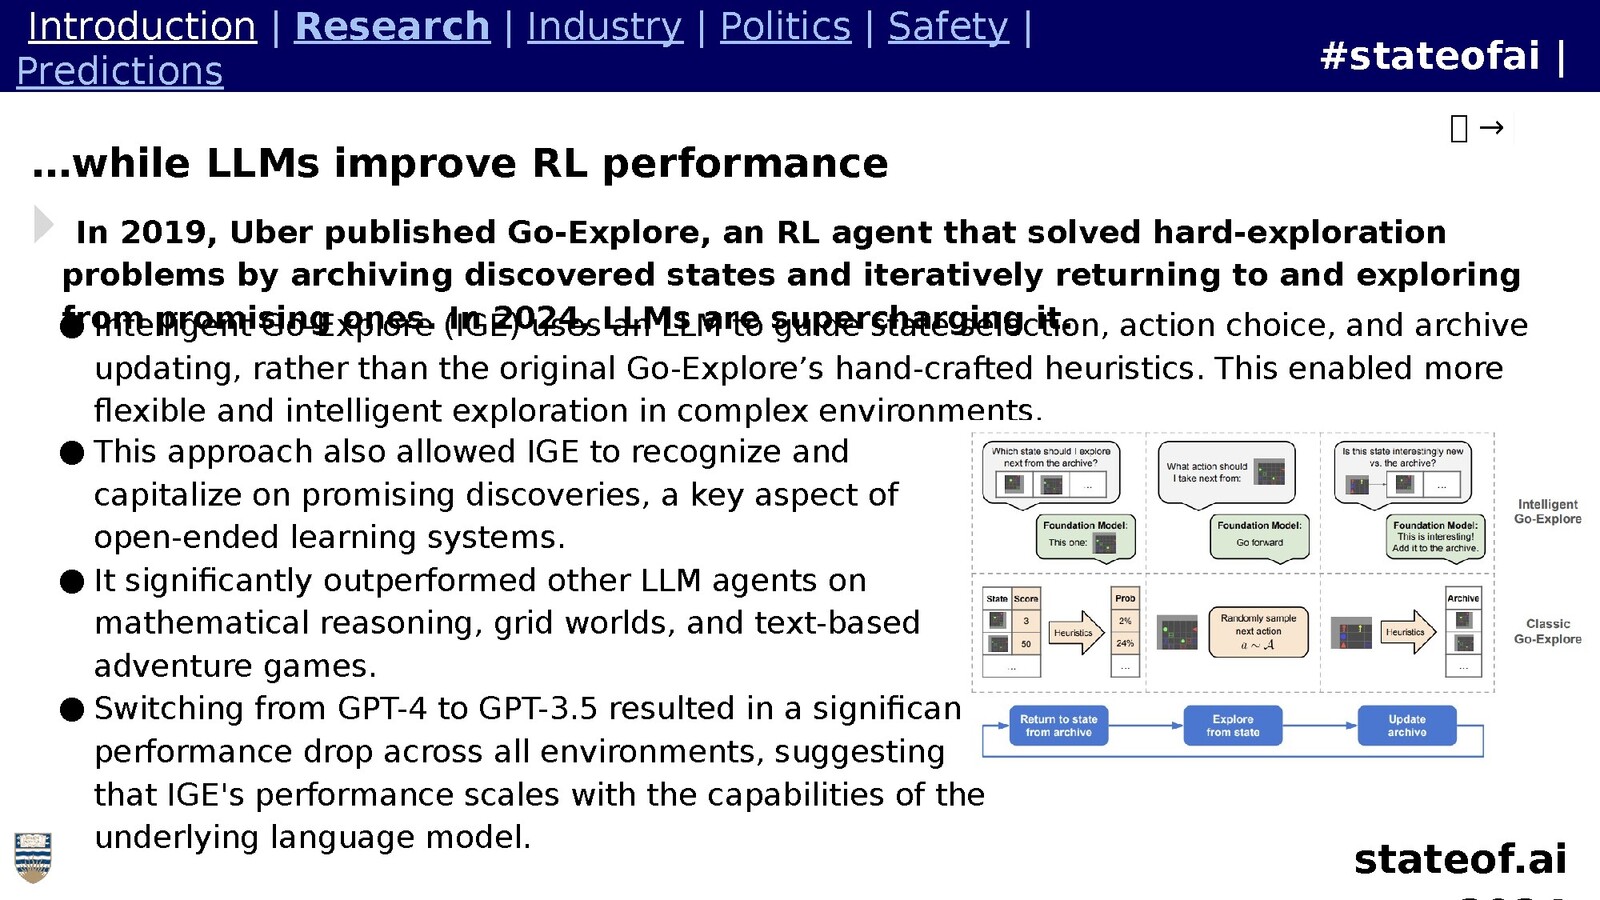 Introduction | Research | Industry | Politics | Safety |
Predictions
#stateofai |
→
…while LLMs improve RL performance
In 2019, Uber published Go-Explore, an RL agent that solved hard-exploration
problems by archiving discovered states and iteratively returning to and exploring
from promising ones. In 2024, LLMs are supercharging it.
● Intelligent Go-Explore (IGE) uses an LLM to guide state selection, action choice, and archive
updating, rather than the original Go-Explore’s hand-crafted heuristics. This enabled more
flexible and intelligent exploration in complex environments.
● This approach also allowed IGE to recognize and
capitalize on promising discoveries, a key aspect of
open-ended learning systems.
● It significantly outperformed other LLM agents on
mathematical reasoning, grid worlds, and text-based
adventure games.
● Switching from GPT-4 to GPT-3.5 resulted in a significan
performance drop across all environments, suggesting
that IGE's performance scales with the capabilities of the
underlying language model.
Which state should I explore
next from the archive?
...
Foundation Model:
This one:
What action should
I take next from:
Foundation Model:
Go forward
Is this state interestingly new
vs. the archive?
...
Foundation Model:
This is interesting!
Add it to the archive.
Intelligent
Go-Explore
State Score
3
50
...
Heuristics
Prob
2%
24%
...
Randomly sample
next action
a ~ A
Heuristics
Archive
...
Classic
Go-Explore
Return to state
from archive
Explore
from state
Update
archive
stateof.ai